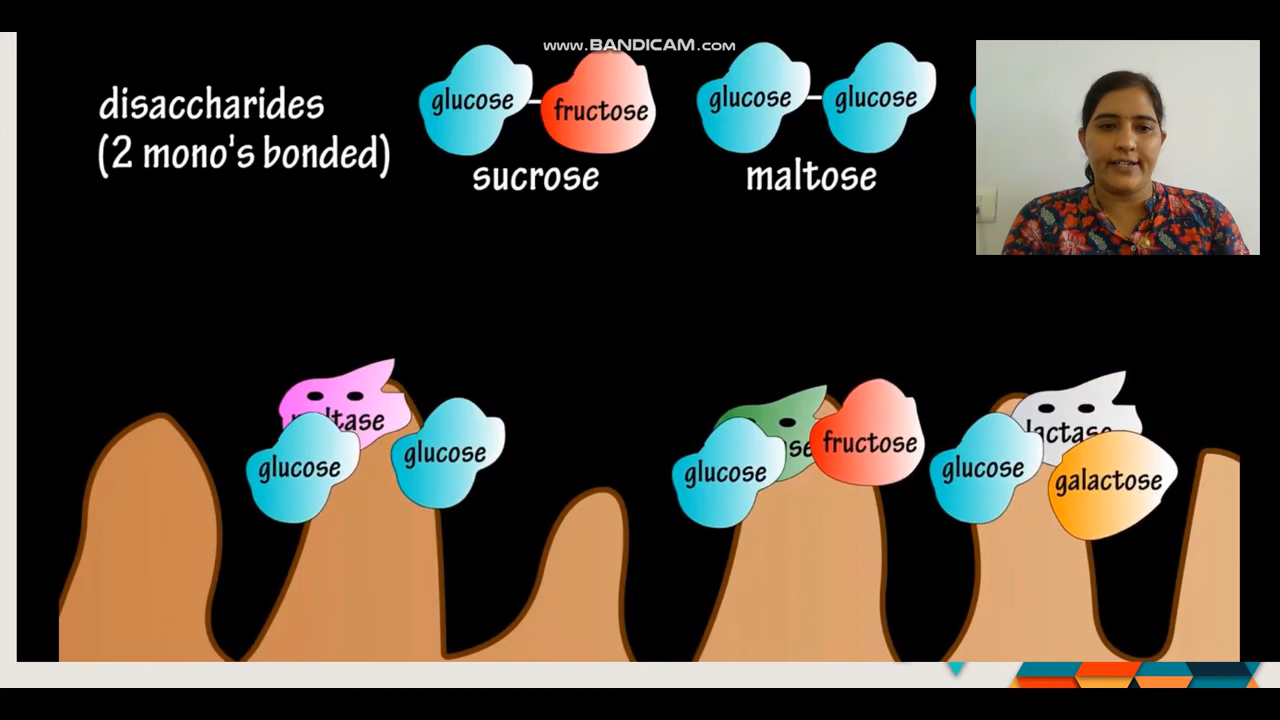 www.BANDICAM.com
disaccharides
(2 mono's bonded)
glucose
fructose
sucrose
glucose
glucose
maltose
glucose
glucose
glucose
fructose
glucose
lactase
galactose